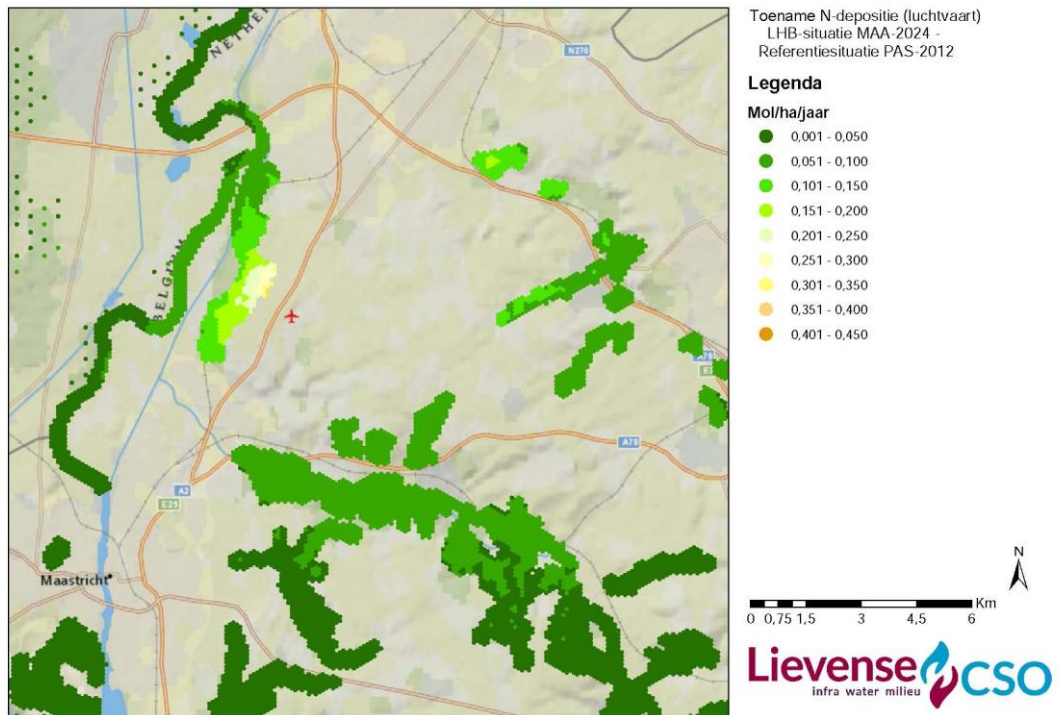 NETHER
N276
BELGIUM
A76
E3
A79
A2
E25
Maastricht
Toename N-depositie (luchtvaart)
LHB-situatie MAA-2024 -
Referentiesituatie PAS-2012
Legenda
Mol/ha/jaar
0,001 - 0,050
0,051 - 0,100
0,101 - 0,150
0,151 - 0,200
0,201 - 0,250
0,251 - 0,300
0,301 - 0,350
0,351 - 0,400
0,401 - 0,450
N
Km
0 0,75 1,5 3 4,5 6
Lievense CSO
infra water milieu